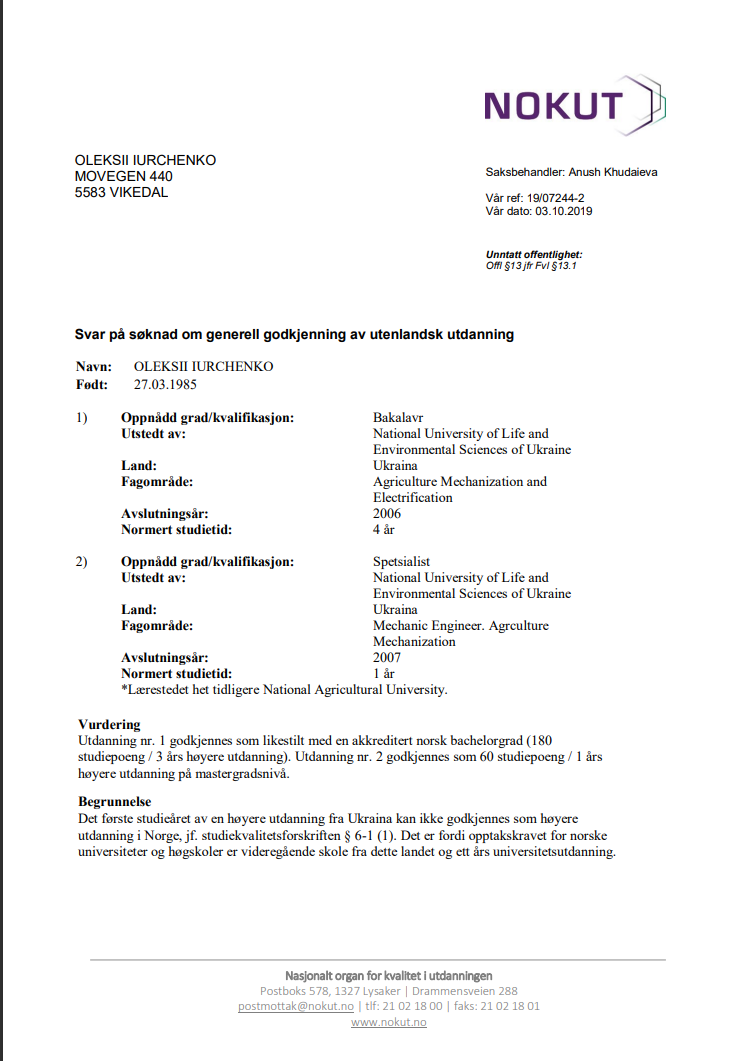 NOKUT
OLEKSII IURCHENKO
MOVEGEN 440
5583 VIKEDAL
Saksbehandler: Anush Khudaieva
Vår ref: 19/07244-2
Vår dato: 03.10.2019
Unntatt offentlighet:
Offl §13 jfr Fvl §13.1
Svar på søknad om generell godkjenning av utenlandsk utdanning
Navn: OLEKSII IURCHENKO
Født: 27.03.1985
1) Oppnådd grad/kvalifikasjon: Bakalavr
Utstedt av: National University of Life and
Environmental Sciences of Ukraine
Land: Ukraina
Fagområde: Agriculture Mechanization and
Electrification
Avslutningsår: 2006
Normert studietid: 4 år
2) Oppnådd grad/kvalifikasjon: Spetsialist
Utstedt av: National University of Life and
Environmental Sciences of Ukraine
Land: Ukraina
Fagområde: Mechanic Engineer. Agrculture
Mechanization
Avslutningsår: 2007
Normert studietid: 1 år
*Lærestedet het tidligere National Agricultural University.
Vurdering
Utdanning nr. 1 godkjennes som likestilt med en akkreditert norsk bachelorgrad (180
studiepoeng / 3 års høyere utdanning). Utdanning nr. 2 godkjennes som 60 studiepoeng / 1 års
høyere utdanning på mastergradsnivå.
Begrunnelse
Det første studieåret av en høyere utdanning fra Ukraina kan ikke godkjennes som høyere
utdanning i Norge, jf. studiekvalitetsforskriften § 6-1 (1). Det er fordi opptakskravet for norske
universiteter og høgskoler er videregående skole fra dette landet og ett års universitetsutdanning.
Nasjonalt organ for kvalitet i utdanningen
Postboks 578, 1327 Lysaker | Drammensveien 288
postmottak@nokut.no | tlf: 21 02 18 00 | faks: 21 02 18 01
www.nokut.no